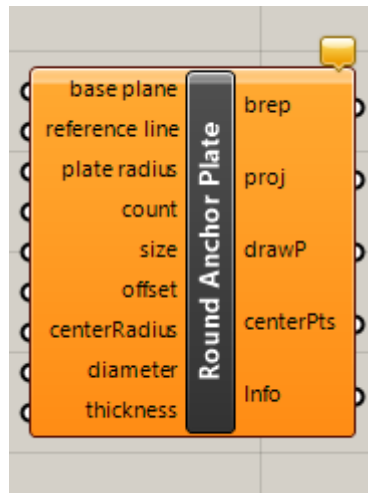 base plane
reference line
plate radius
count
size
offset
centerRadius
diameter
thickness
Round Anchor Plate
brep
proj
drawP
centerPts
Info